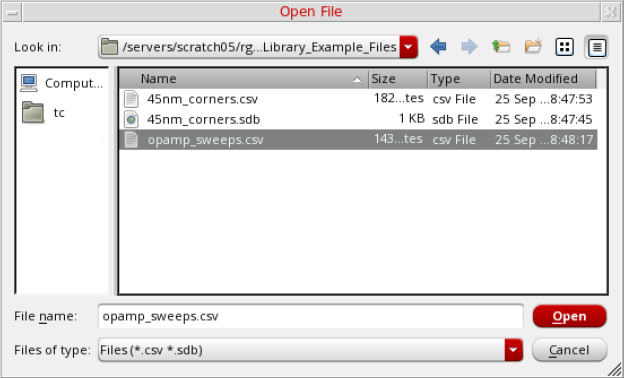 Open File
Look in: /servers/scratch05/rg...Library_Example_Files
Comput...
tc
Name Size Type Date Modified
45nm_corners.csv 182...tes csv File 25 Sep ...8:47:53
45nm_corners.sdb 1 KB sdb File 25 Sep ...8:47:45
opamp_sweeps.csv 143...tes csv File 25 Sep ...8:48:17
File name: opamp_sweeps.csv Open
Files of type: Files (*.csv *.sdb) Cancel